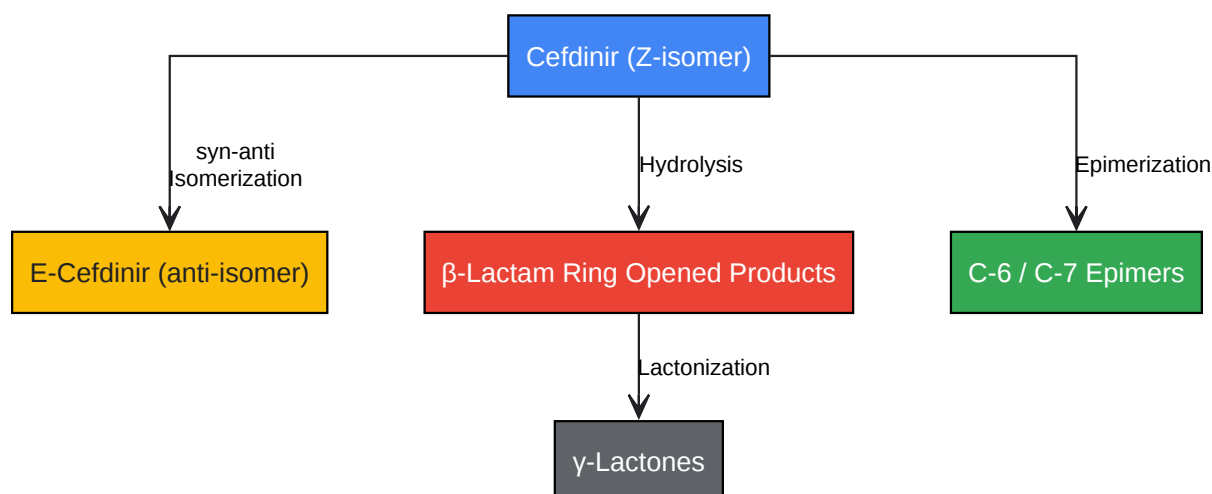 Cefdinir (Z-isomer)
syn-anti
Isomerization
Hydrolysis
Epimerization
E-Cefdinir (anti-isomer)
β-Lactam Ring Opened Products
C-6 / C-7 Epimers
Lactonization
γ-Lactones